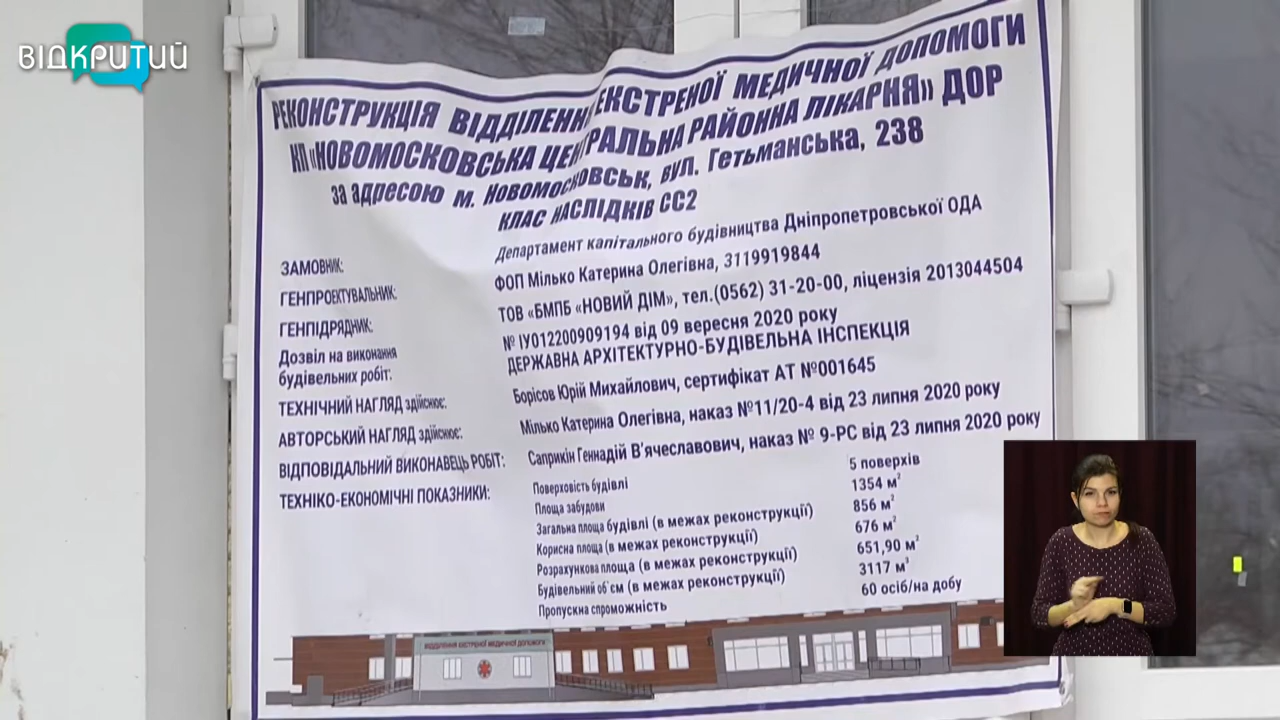 ВІДКРИТИЙ
РЕКОНСТРУКЦІЯ ВІДДІЛЕННЯ ЕКСТРЕНОЇ МЕДИЧНОЇ ДОПОМОГИ
КП «НОВОМОСКОВСЬКА ЦЕНТРАЛЬНА РАЙОННА ЛІКАРНЯ» ДОР
за адресою м. Новомосковськ, вул. Гетьманська, 238
КЛАС НАСЛІДКІВ СС2
ЗАМОВНИК: Департамент капітального будівництва Дніпропетровської ОДА
ГЕНПРОЕКТУВАЛЬНИК: ФОП Мілько Катерина Олегівна, 3119919844
ГЕНПІДРЯДНИК: ТОВ «БМПБ «НОВИЙ ДІМ», тел.(0562) 31-20-00, ліцензія 2013044504
Дозвіл на виконання будівельних робіт: № ІУ012200909194 від 09 вересня 2020 року
ДЕРЖАВНА АРХІТЕКТУРНО-БУДІВЕЛЬНА ІНСПЕКЦІЯ
ТЕХНІЧНИЙ НАГЛЯД здійснює: Борісов Юрій Михайлович, сертифікат АТ №001645
АВТОРСЬКИЙ НАГЛЯД здійснює: Мілько Катерина Олегівна, наказ №11/20-4 від 23 липня 2020 року
ВІДПОВІДАЛЬНИЙ ВИКОНАВЕЦЬ РОБІТ: Саприкін Геннадій В'ячеславович, наказ № 9-РС від 23 липня 2020 року
ТЕХНІКО-ЕКОНОМІЧНІ ПОКАЗНИКИ:
Поверховість будівлі 5 поверхів
Площа забудови 1354 м²
Загальна площа будівлі (в межах реконструкції) 856 м²
Корисна площа (в межах реконструкції) 676 м²
Розрахункова площа (в межах реконструкції) 651,90 м²
Будівельний об'єм (в межах реконструкції) 3117 м³
Пропускна спроможність 60 осіб/на добу
ВІДДІЛЕННЯ ЕКСТРЕНОЇ МЕДИЧНОЇ ДОПОМОГИ